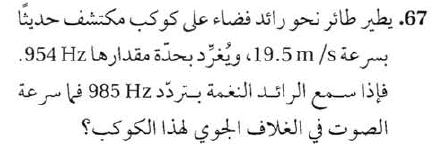 67. يطير طائر نحو رائد فضاء على كوكب مكتشف حديثًا
بسرعة 19.5 m/s، ويُغرِّد بحدّة مقدارها 954 Hz.
فإذا سمع الرائد النغمة بتردّد 985 Hz فما سرعة
الصوت في الغلاف الجوي لهذا الكوكب؟